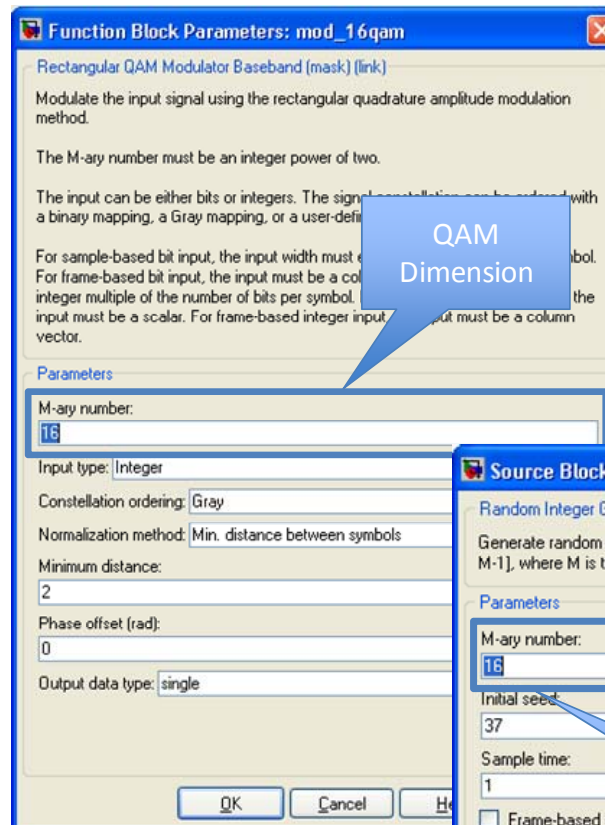 Function Block Parameters: mod_16qam
Rectangular QAM Modulator Baseband (mask) (link)
Modulate the input signal using the rectangular quadrature amplitude modulation
method.
The M-ary number must be an integer power of two.
The input can be either bits or integers. The signal constellation can be ordered with
a binary mapping, a Gray mapping, or a
For sample-based bit input, the input width must
For frame-based bit input, the input must be a
integer multiple of the number of bits per symbol. the
input must be a scalar. For frame-based integer input must be a column
vector.
QAM
Dimension
Parameters
M-ary number:
16
Input type: Integer
Constellation ordering: Gray
Normalization method: Min. distance between symbols
Minimum distance:
2
Phase offset (rad):
0
Output data type: single
OK Cancel
Source Block
Random Integer
Generate random
M-1], where M is
Parameters
M-ary number:
16
Initial seed:
37
Sample time:
1
Frame-based